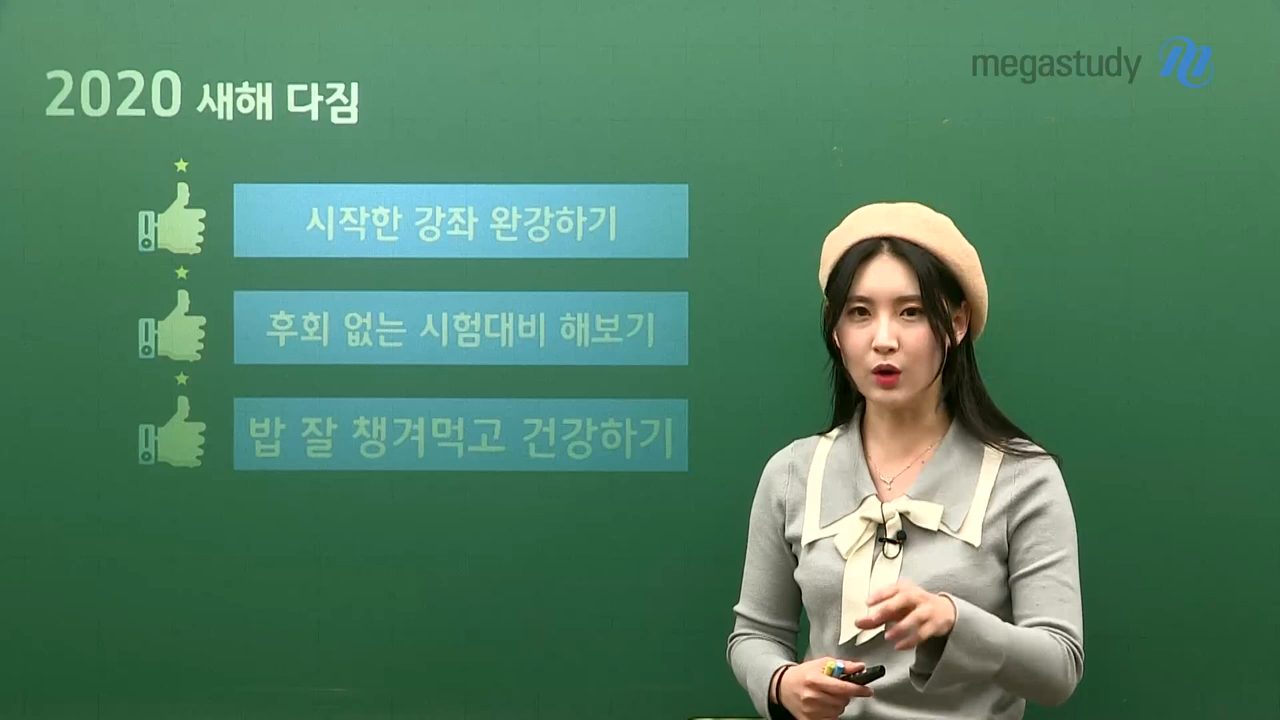 2020 새해 다짐
megastudy
시작한 강좌 완강하기
후회 없는 시험대비 해보기
밥 잘 챙겨먹고 건강하기